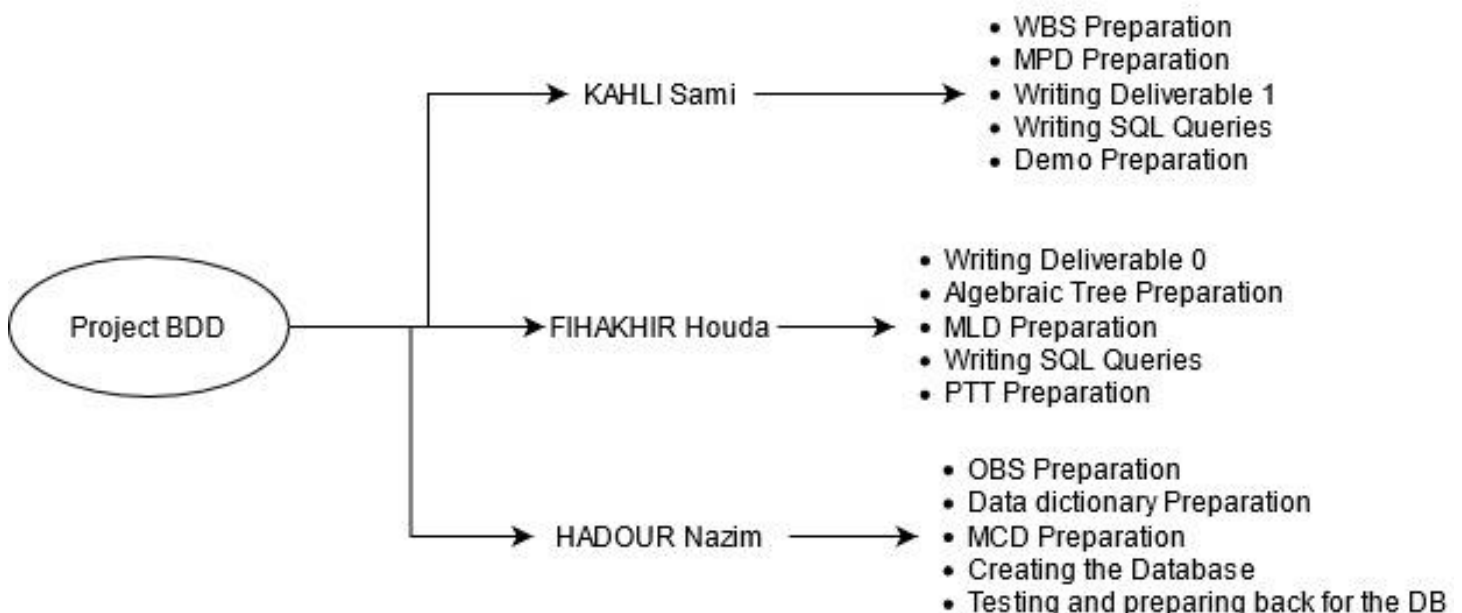 Project BDD
KAHLI Sami
• WBS Preparation
• MPD Preparation
• Writing Deliverable 1
• Writing SQL Queries
• Demo Preparation
FIHAKHIR Houda
• Writing Deliverable 0
• Algebraic Tree Preparation
• MLD Preparation
• Writing SQL Queries
• PTT Preparation
HADOUR Nazim
• OBS Preparation
• Data dictionary Preparation
• MCD Preparation
• Creating the Database
• Testing and preparing back for the DB